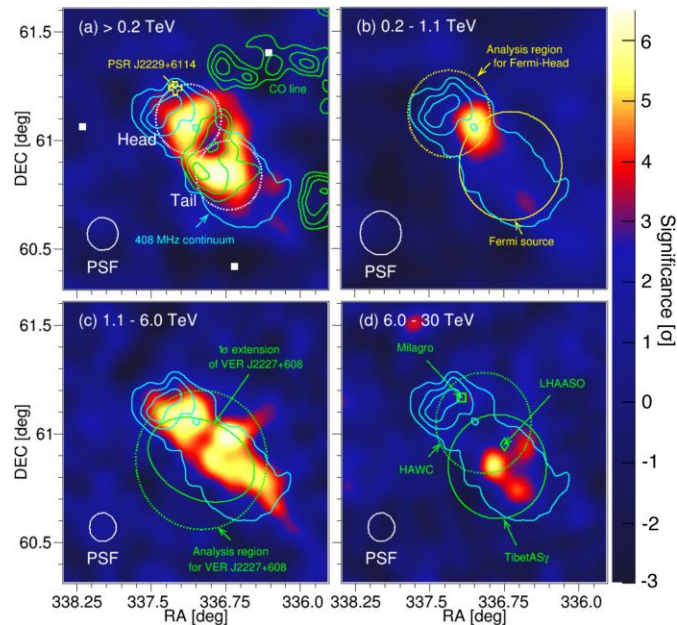 (a) > 0.2 TeV
PSR J2229+6114
CO line
Head
Tail
408 MHz continuum
PSF
(b) 0.2 - 1.1 TeV
Analysis region
for Fermi-Head
Fermi source
PSF
(c) 1.1 - 6.0 TeV
1σ extension
of VER J2227+608
Analysis region
for VER J2227+608
PSF
(d) 6.0 - 30 TeV
Milagro
LHAASO
HAWC
TibetASγ
PSF
DEC [deg]
61.5
61.0
60.5
DEC [deg]
61.5
61.0
60.5
338.25 337.5 336.75 336.0
RA [deg]
338.25 337.5 336.75 336.0
RA [deg]
6
5
4
3
2
1
0
-1
-2
-3
Significance [σ]